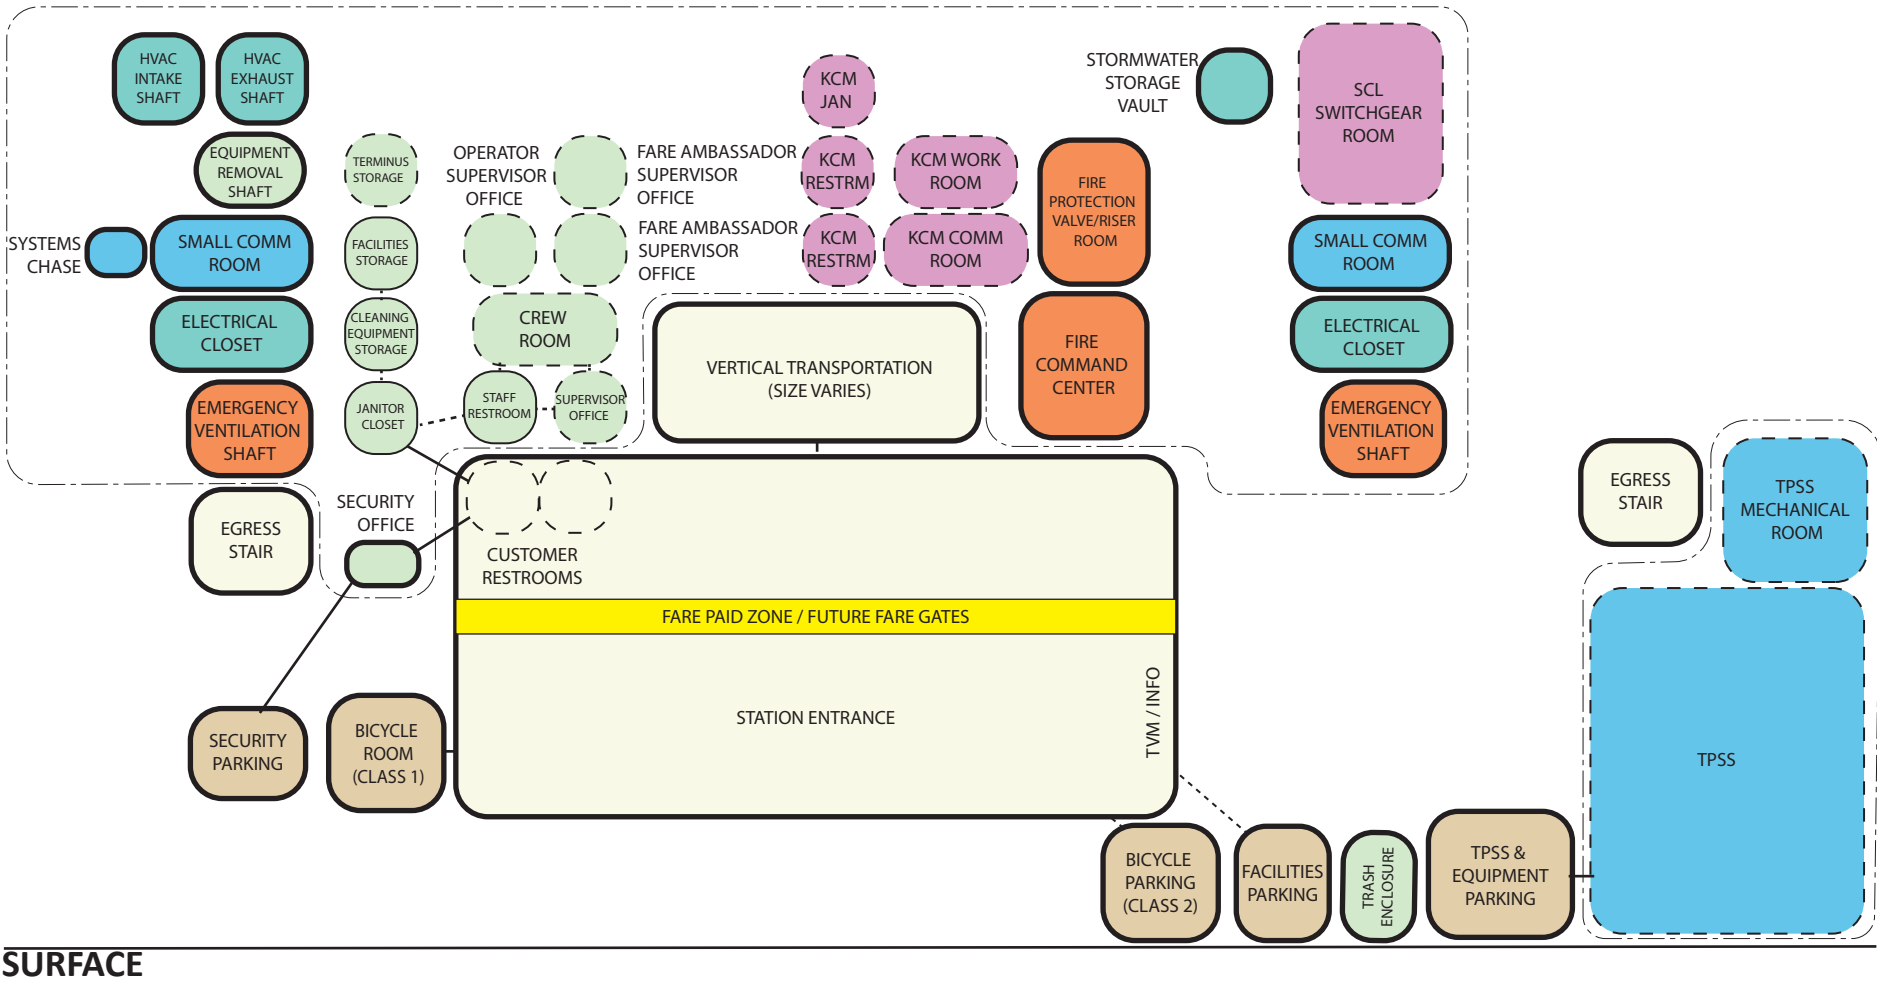 HVAC
INTAKE
SHAFT
HVAC
EXHAUST
SHAFT
EQUIPMENT
REMOVAL
SHAFT
SYSTEMS
CHASE
SMALL COMM
ROOM
ELECTRICAL
CLOSET
EMERGENCY
VENTILATION
SHAFT
EGRESS
STAIR
TERMINUS
STORAGE
FACILITIES
STORAGE
CLEANING
EQUIPMENT
STORAGE
JANITOR
CLOSET
OPERATOR
SUPERVISOR
OFFICE
FARE AMBASSADOR
SUPERVISOR
OFFICE
FARE AMBASSADOR
SUPERVISOR
OFFICE
CREW
ROOM
STAFF
RESTROOM
SUPERVISOR
OFFICE
KCM
JAN
KCM
RESTRM
KCM WORK
ROOM
KCM
RESTRM
KCM COMM
ROOM
FIRE
PROTECTION
VALVE/RISER
ROOM
FIRE
COMMAND
CENTER
VERTICAL TRANSPORTATION
(SIZE VARIES)
STORMWATER
STORAGE
VAULT
SCL
SWITCHGEAR
ROOM
SMALL COMM
ROOM
ELECTRICAL
CLOSET
EMERGENCY
VENTILATION
SHAFT
EGRESS
STAIR
TPSS
MECHANICAL
ROOM
SECURITY
OFFICE
CUSTOMER
RESTROOMS
FARE PAID ZONE / FUTURE FARE GATES
STATION ENTRANCE
TVM / INFO
SECURITY
PARKING
BICYCLE
ROOM
(CLASS 1)
BICYCLE
PARKING
(CLASS 2)
FACILITIES
PARKING
TRASH
ENCLOSURE
TPSS &
EQUIPMENT
PARKING
TPSS
SURFACE